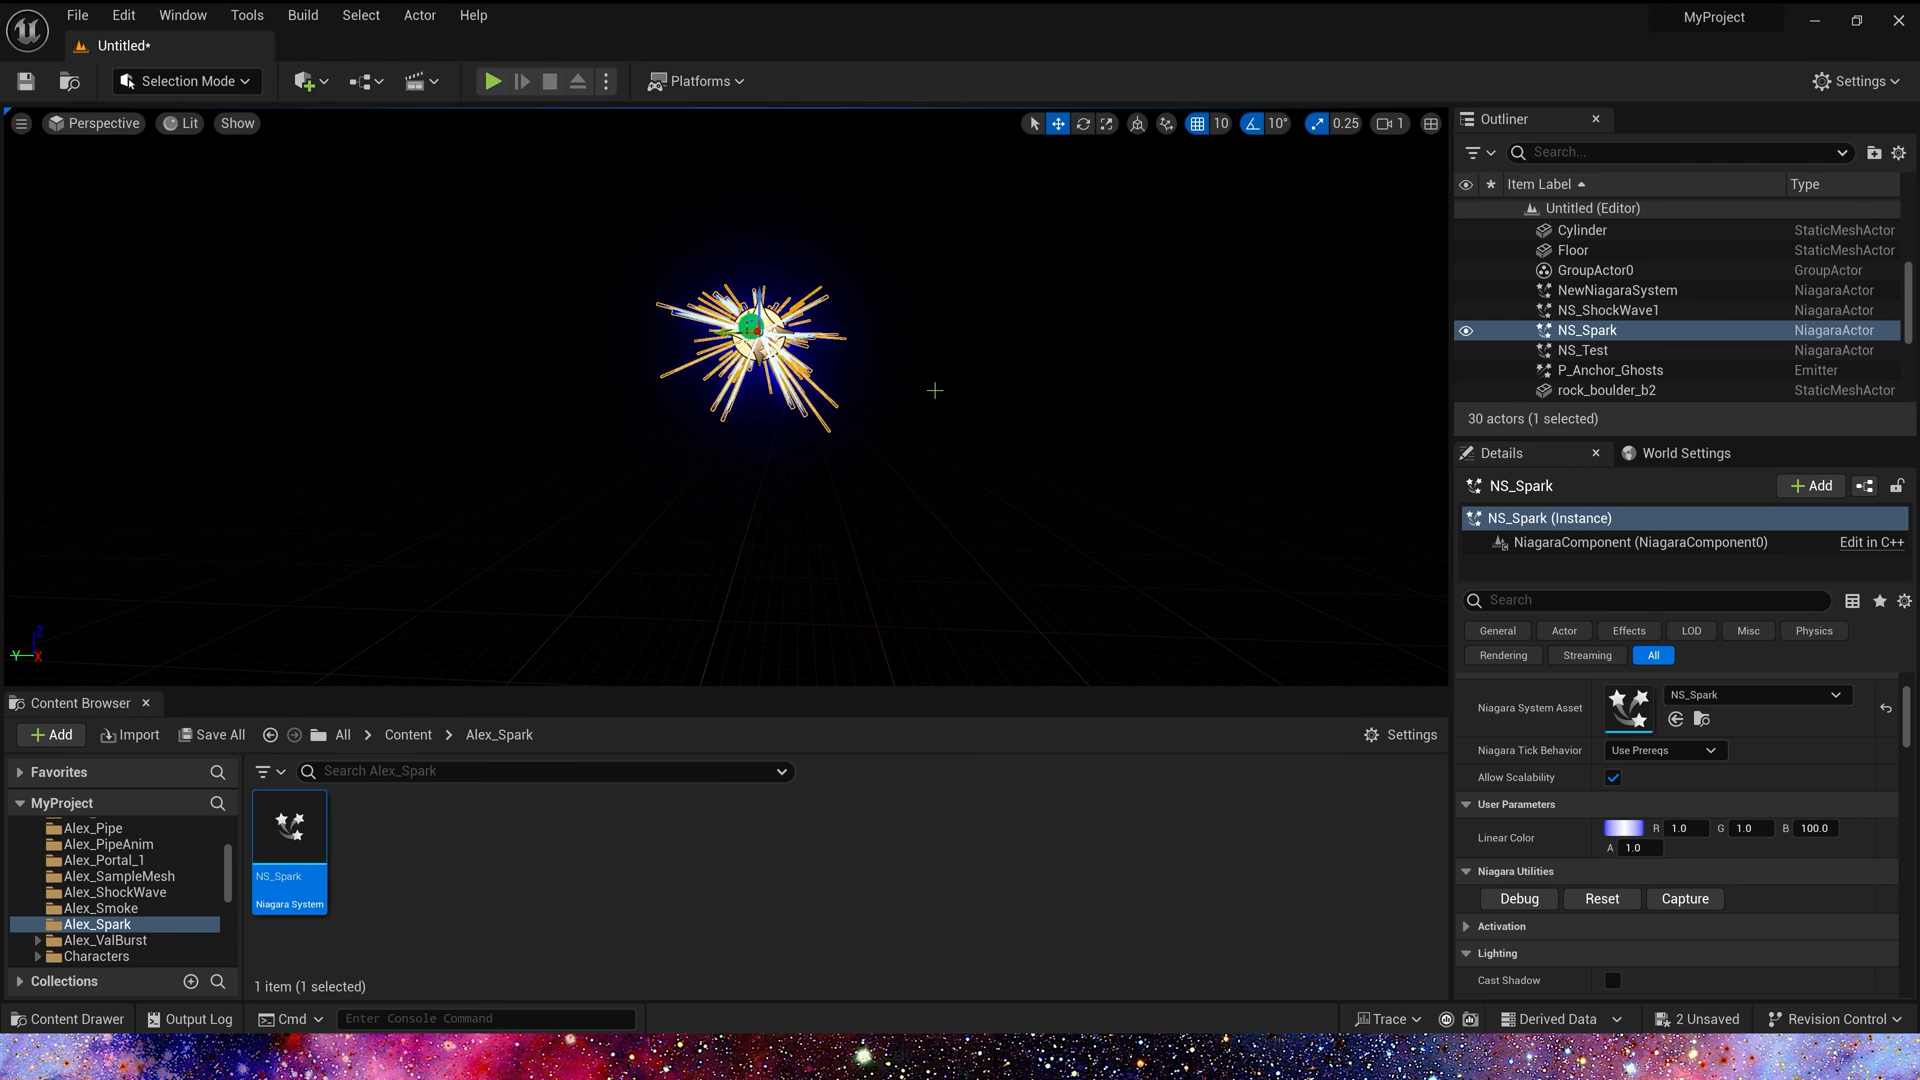 File Edit Window Tools Build Select Actor Help
MyProject
Untitled*
Selection Mode
Platforms
Settings
Perspective Lit Show
10 10° 0.25 1
Z
Y X
Outliner
Search...
Item Label Type
Untitled (Editor)
Cylinder StaticMeshActor
Floor StaticMeshActor
GroupActor0 GroupActor
NewNiagaraSystem NiagaraActor
NS_ShockWave1 NiagaraActor
NS_Spark NiagaraActor
NS_Test NiagaraActor
P_Anchor_Ghosts Emitter
rock_boulder_b2 StaticMeshActor
30 actors (1 selected)
Details World Settings
NS_Spark Add
NS_Spark (Instance)
NiagaraComponent (NiagaraComponent0) Edit in C++
Search
General Actor Effects LOD Misc Physics
Rendering Streaming All
Niagara System Asset NS_Spark
Niagara Tick Behavior Use Prereqs
Allow Scalability
User Parameters
Linear Color R 1.0 G 1.0 B 100.0
A 1.0
Niagara Utilities
Debug Reset Capture
Activation
Lighting
Cast Shadow
Content Browser
Add Import Save All All Content Alex_Spark Settings
Favorites
Search Alex_Spark
MyProject
Alex_Pipe
Alex_PipeAnim
Alex_Portal_1
Alex_SampleMesh
Alex_ShockWave
Alex_Smoke
Alex_Spark
Alex_ValBurst
Characters
Collections
NS_Spark
Niagara System
1 item (1 selected)
Content Drawer Output Log Cmd Enter Console Command Trace Derived Data 2 Unsaved Revision Control